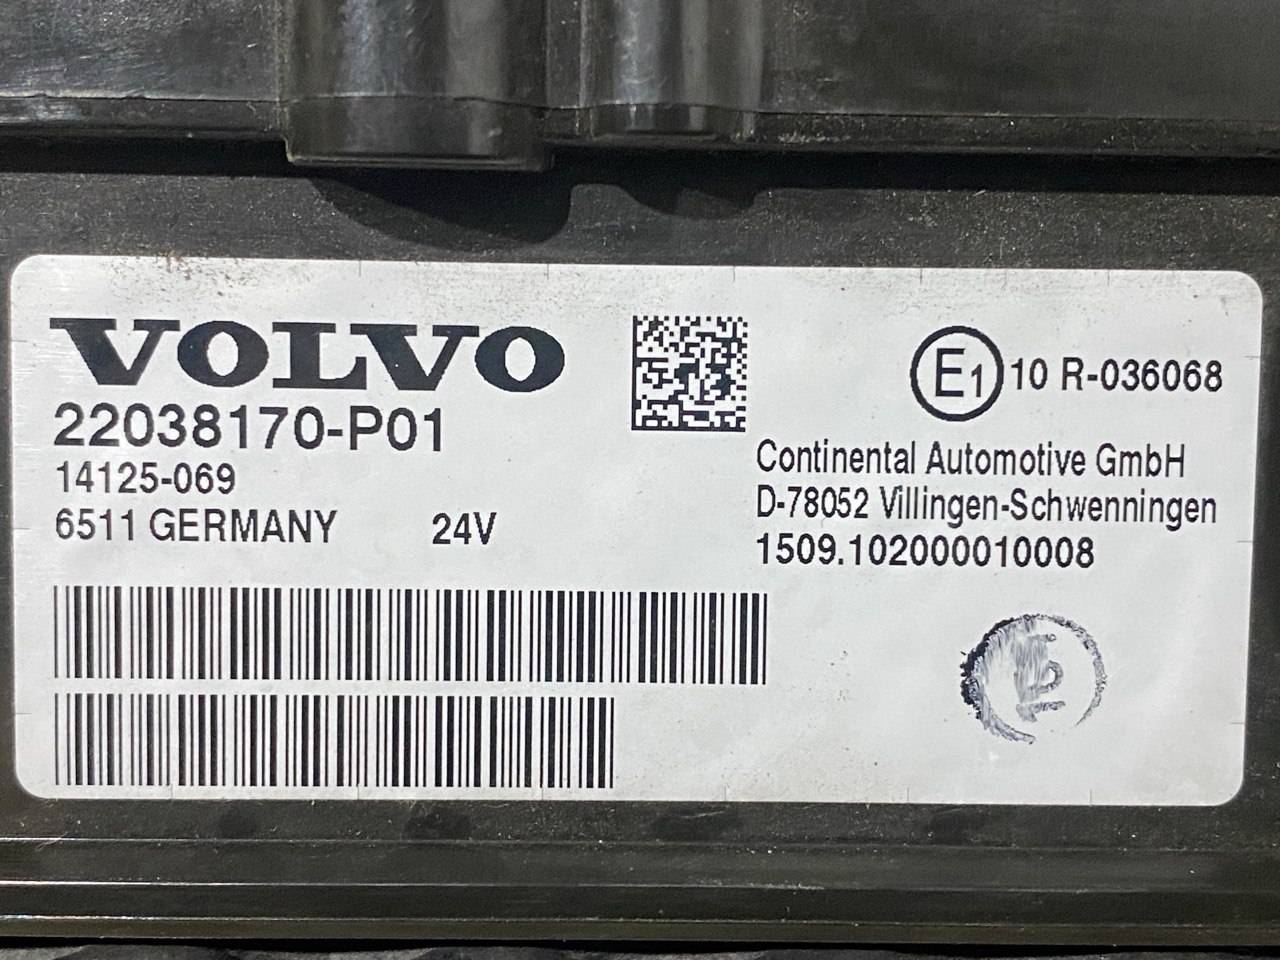 VOLVO
22038170-P01
14125-069
6511 GERMANY 24V
E1 10 R-036068
Continental Automotive GmbH
D-78052 Villingen-Schwenningen
1509.102000010008